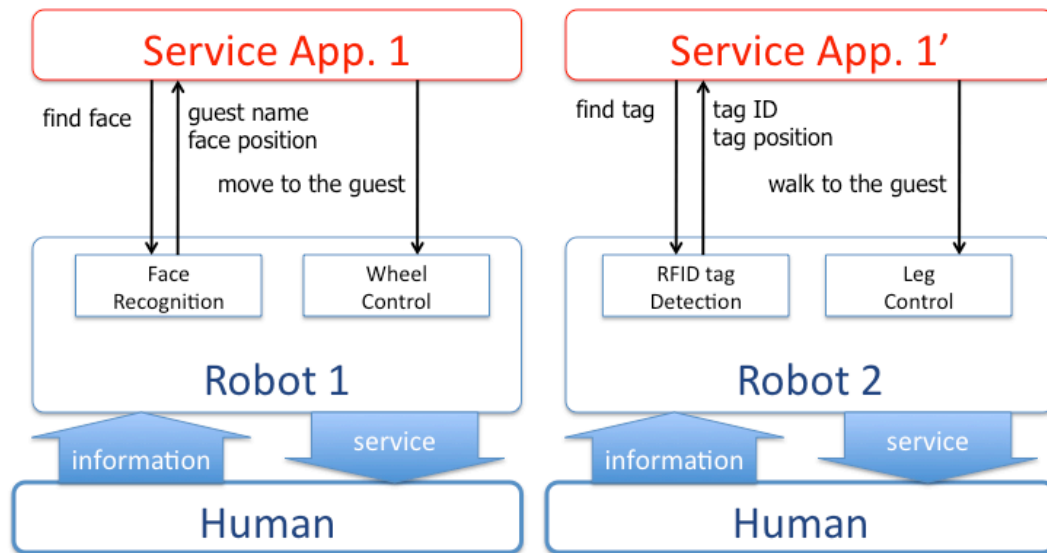 Service App. 1
find face
guest name
face position
move to the guest
Face
Recognition
Wheel
Control
Robot 1
information
service
Human
Service App. 1’
find tag
tag ID
tag position
walk to the guest
RFID tag
Detection
Leg
Control
Robot 2
information
service
Human